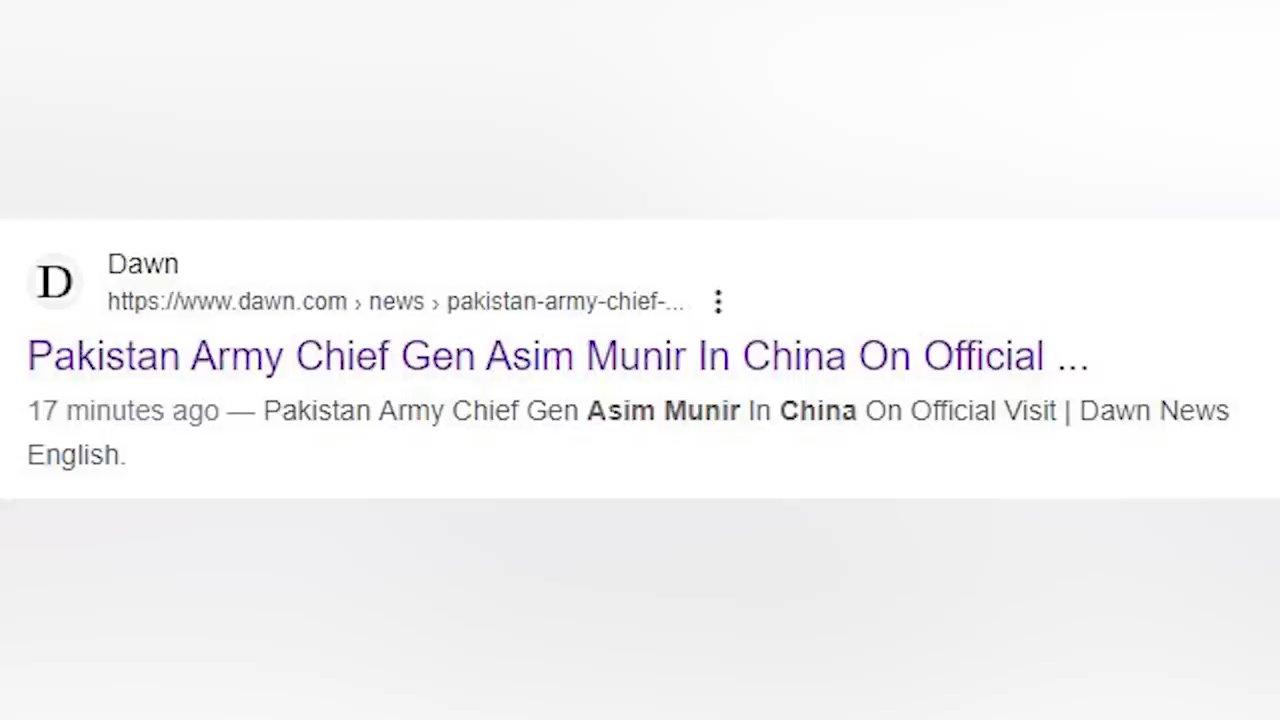 D
Dawn
https://www.dawn.com › news › pakistan-army-chief-...
Pakistan Army Chief Gen Asim Munir In China On Official ...
17 minutes ago — Pakistan Army Chief Gen Asim Munir In China On Official Visit | Dawn News
English.